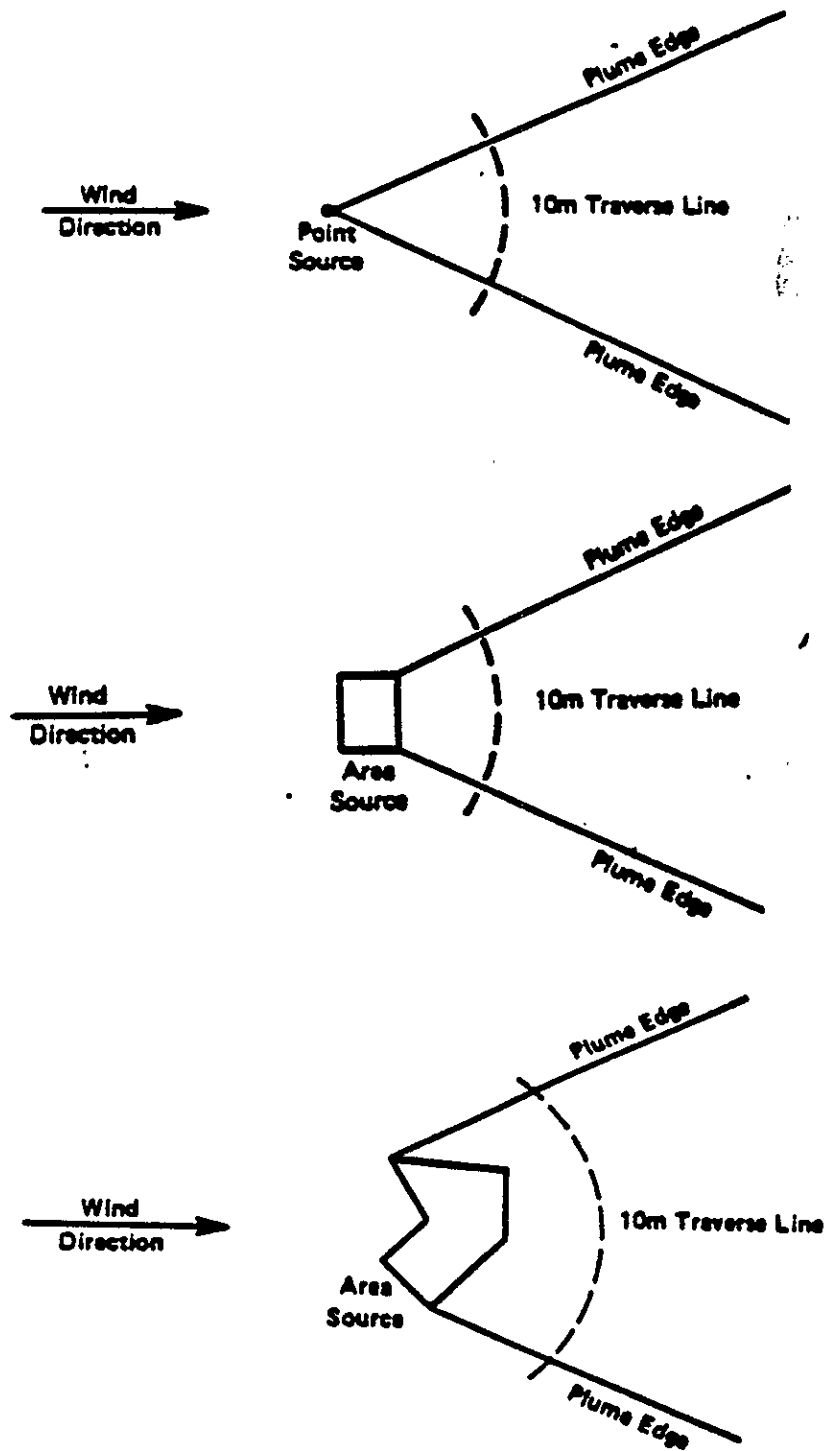 Plume Edge
Wind
Direction
Point
Source
10m Traverse Line
Plume Edge
Plume Edge
Wind
Direction
Area
Source
10m Traverse Line
Plume Edge
Plume Edge
Wind
Direction
Area
Source
10m Traverse Line
Plume Edge